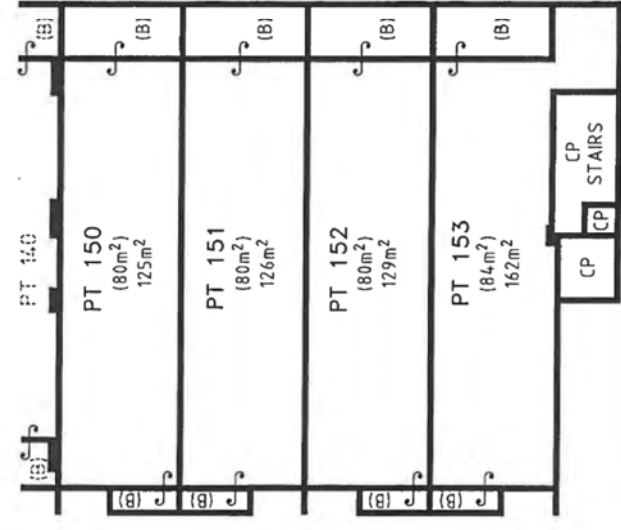 (B)
(B)
(B)
(B)
(B)
PT 140
(B)
PT 150
(80m²)
125m²
PT 151
(80m²)
126m²
PT 152
(80m²)
129m²
PT 153
(84m²)
162m²
CP
STAIRS
CP
CP
(B)
(B)
(B)
(B)